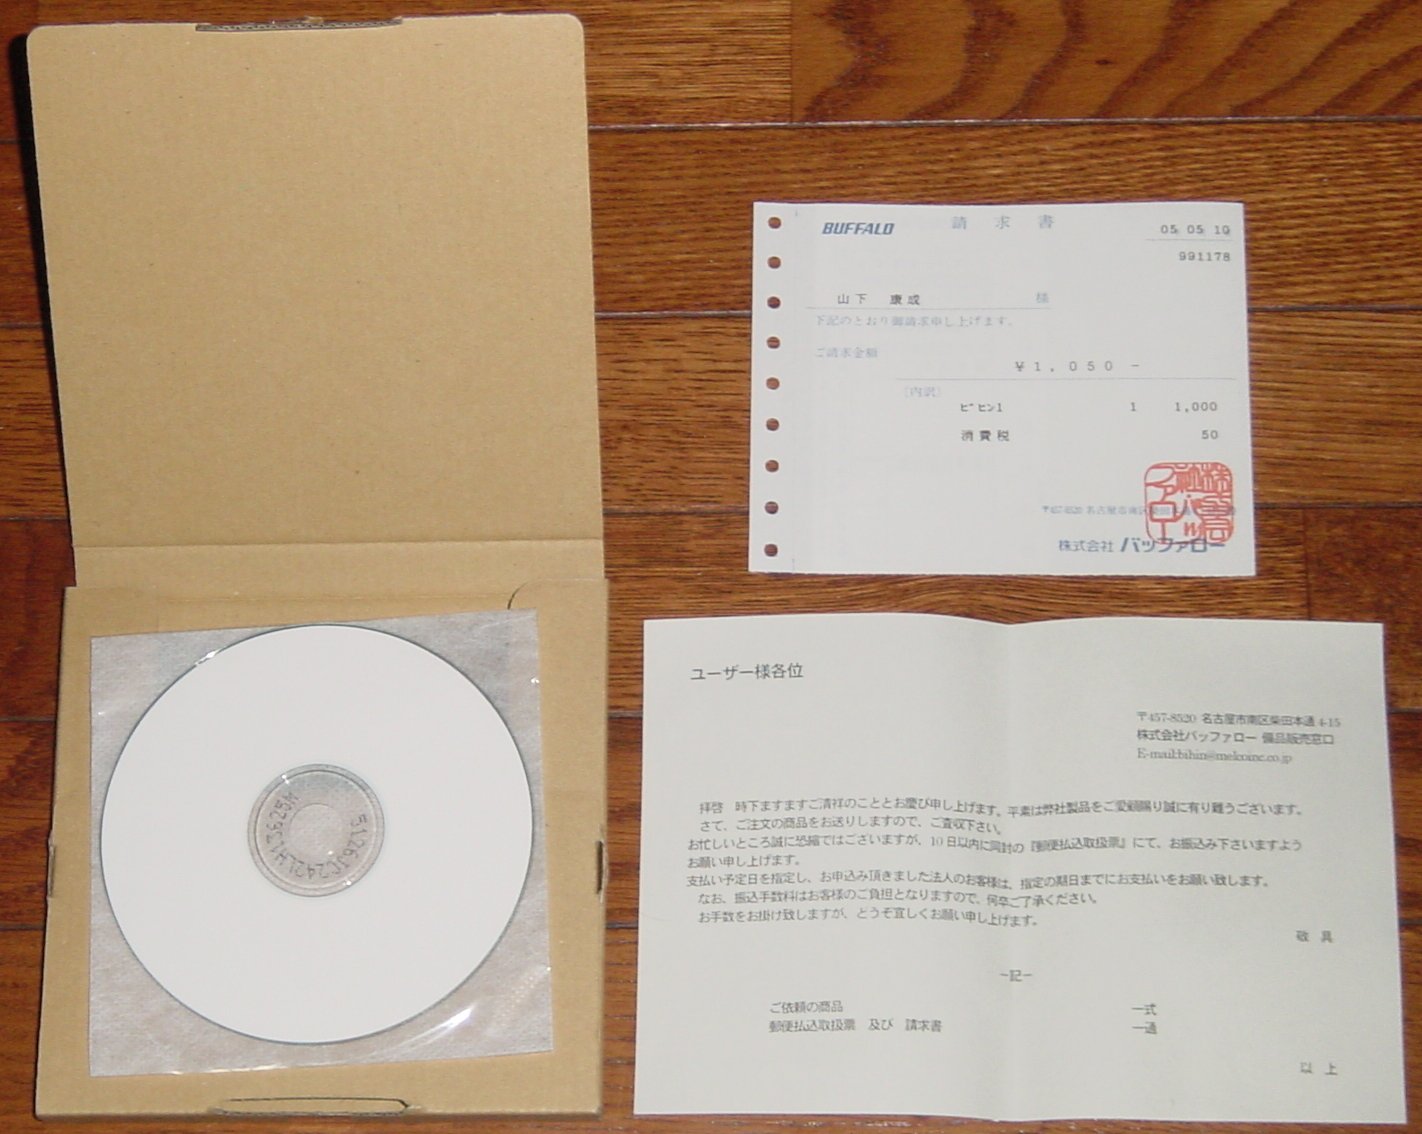 BUFFALO 請求書 05 05 10
991178
山下 康成 様
下記のとおり御請求申し上げます。
ご請求金額
¥1,050-
(内訳)
ビヒン1 1 1,000
消費税 50
〒457-8520 名古屋市南区柴田本通
株式会社 バッファロー
ユーザー様各位
〒457-8520 名古屋市南区柴田本通 4-15
株式会社バッファロー 備品販売窓口
E-mail:bihin@melcoinc.co.jp
拝啓 時下ますますご清祥のこととお慶び申し上げます。平素は弊社製品をご愛顧賜り誠に有り難うございます。
さて、ご注文の商品をお送りしますので、ご査収下さい。
お忙しいところ誠に恐縮ではございますが、10日以内に同封の『郵便払込取扱票』にて、お振込み下さいますよう
お願い申し上げます。
支払い予定日を指定し、お申込み頂きました法人のお客様は、指定の期日までにお支払いをお願い致します。
なお、振込手数料はお客様のご負担となりますので、何卒ご了承ください。
お手数をお掛け致しますが、どうぞ宜しくお願い申し上げます。
敬 具
－記－
ご依頼の商品 一式
郵便払込取扱票 及び 請求書 一通
以 上